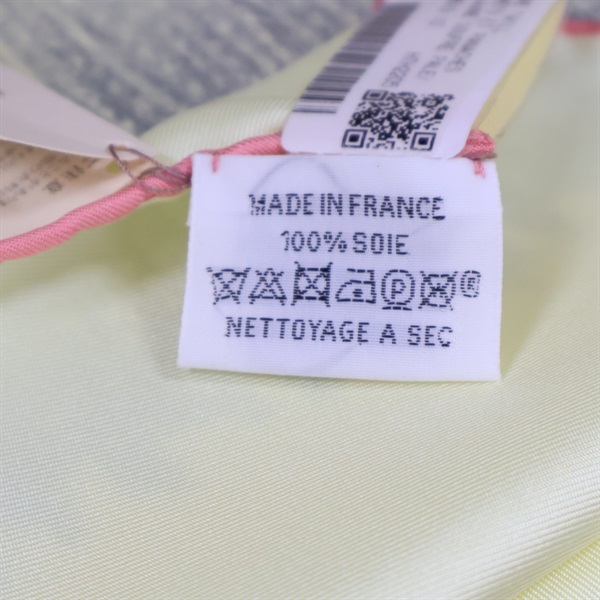 MADE IN FRANCE
100% SOIE
P ®
NETTOYAGE A SEC